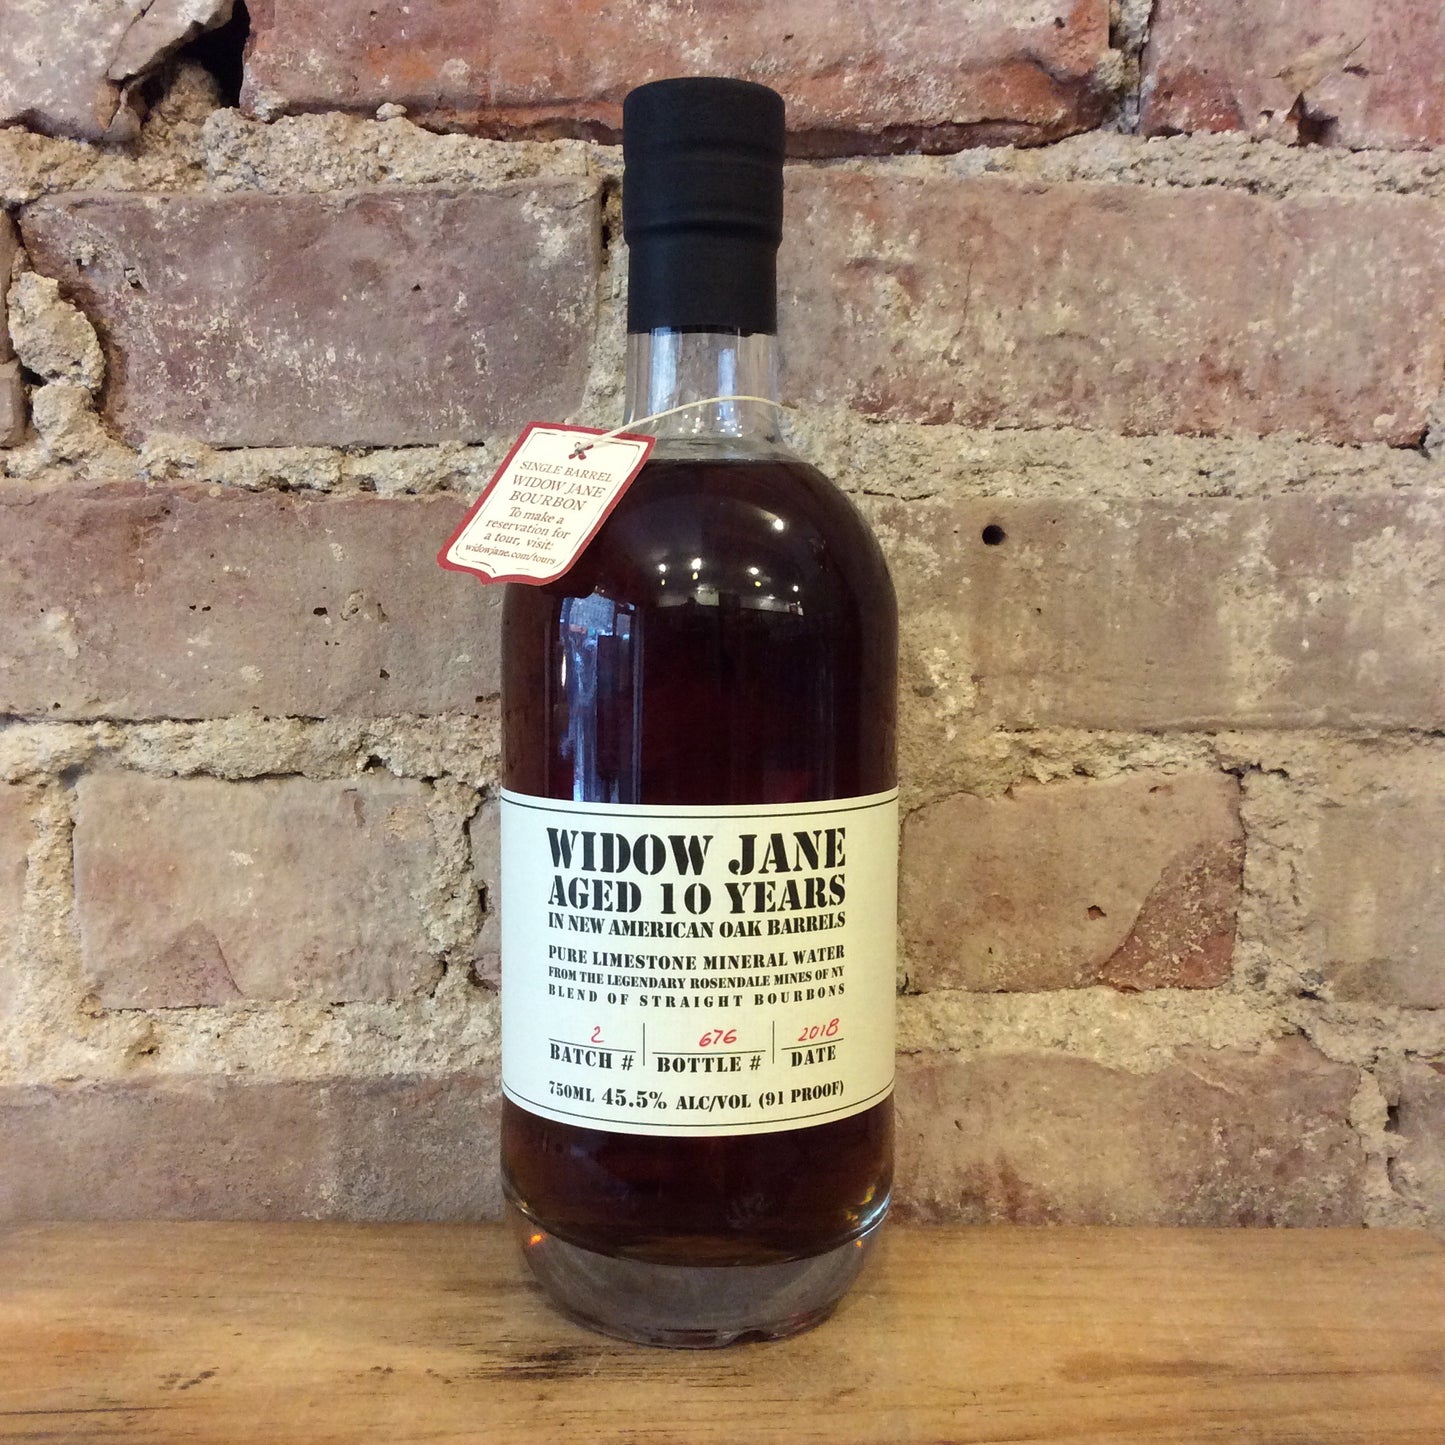 SINGLE BARREL
WIDOW JANE
BOURBON
To make a
reservation for
a tour, visit:
widowjane.com/tours
WIDOW JANE
AGED 10 YEARS
IN NEW AMERICAN OAK BARRELS
PURE LIMESTONE MINERAL WATER
FROM THE LEGENDARY ROSENDALE MINES OF NY
BLEND OF STRAIGHT BOURBONS
2 676 2018
BATCH # BOTTLE # DATE
750ML 45.5% ALC/VOL (91 PROOF)